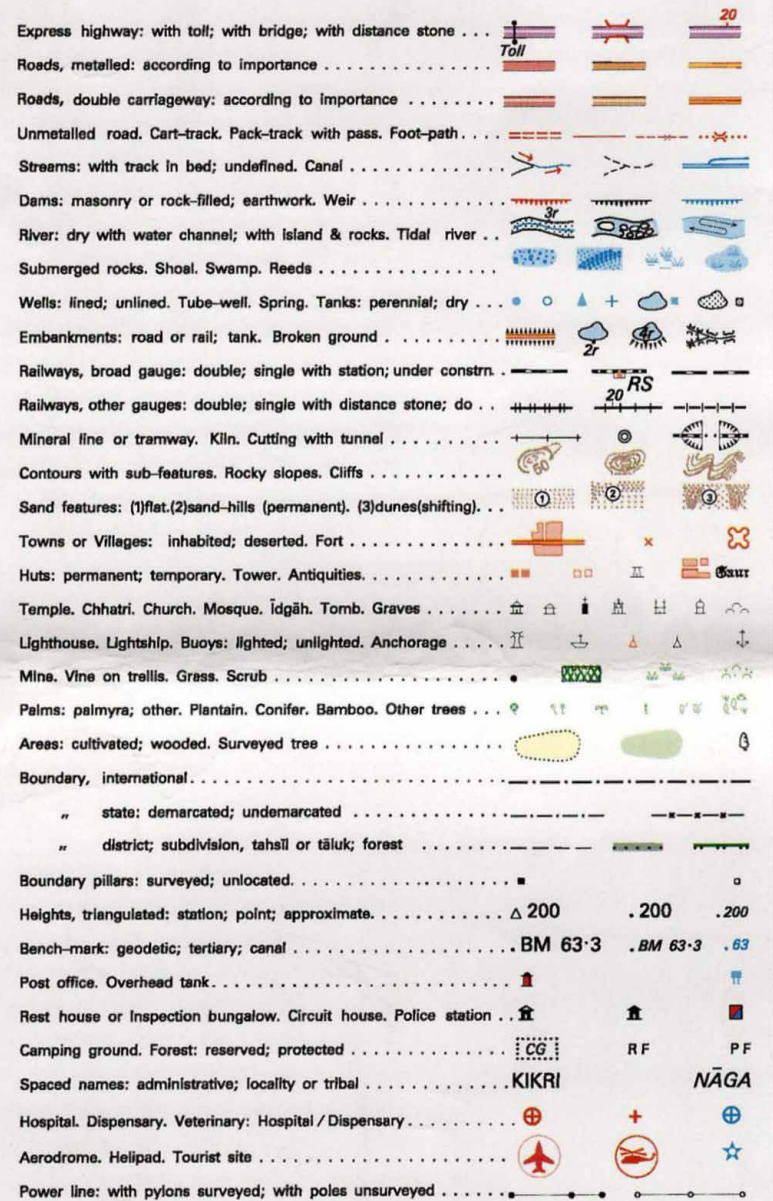 20
Express highway: with toll; with bridge; with distance stone . . .
Toll
Roads, metalled: according to importance . . . . . . . . . . . . . . .
Roads, double carriageway: according to importance . . . . . . . .
Unmetalled road. Cart-track. Pack-track with pass. Foot-path . . . .
Streams: with track in bed; undefined. Canal . . . . . . . . . . . . .
Dams: masonry or rock-filled; earthwork. Weir . . . . . . . . . . . .
3r
River: dry with water channel; with island & rocks. Tidal river . .
Submerged rocks. Shoal. Swamp. Reeds . . . . . . . . . . . . . . .
Wells: lined; unlined. Tube-well. Spring. Tanks: perennial; dry . . .
Embankments: road or rail; tank. Broken ground . . . . . . . . . . 4r
2r
Railways, broad gauge: double; single with station; under constrn. .
RS
20
Railways, other gauges: double; single with distance stone; do . .
Mineral line or tramway. Kiln. Cutting with tunnel . . . . . . . . . .
Contours with sub-features. Rocky slopes. Cliffs . . . . . . . . . . . 50
Sand features: (1)flat.(2)sand-hills (permanent). (3)dunes(shifting). . . 1 2 3
Towns or Villages: inhabited; deserted. Fort . . . . . . . . . . . . .
Huts: permanent; temporary. Tower. Antiquities. . . . . . . . . . . . Gaur
Temple. Chhatri. Church. Mosque. Īdgāh. Tomb. Graves . . . . . . .
Lighthouse. Lightship. Buoys: lighted; unlighted. Anchorage . . . . .
Mine. Vine on trellis. Grass. Scrub . . . . . . . . . . . . . . . . . . .
Palms: palmyra; other. Plantain. Conifer. Bamboo. Other trees . . .
Areas: cultivated; wooded. Surveyed tree . . . . . . . . . . . . . . .
Boundary, international . . . . . . . . . . . . . . . . . . . . . . . . . .
„ state: demarcated; undemarcated . . . . . . . . . . . . .
„ district; subdivision, tahsīl or tāluk; forest . . . . . . . .
Boundary pillars: surveyed; unlocated. . . . . . . . . . . . . . . . . .
Heights, triangulated: station; point; approximate. . . . . . . . . . . 200 . 200 . 200
Bench-mark: geodetic; tertiary; canal . . . . . . . . . . . . . . . . . . BM 63·3 . BM 63·3 . 63
Post office. Overhead tank. . . . . . . . . . . . . . . . . . . . . . . . .
Rest house or Inspection bungalow. Circuit house. Police station . .
Camping ground. Forest: reserved; protected . . . . . . . . . . . . . CG RF PF
Spaced names: administrative; locality or tribal . . . . . . . . . . . . KIKRI NĀGA
Hospital. Dispensary. Veterinary: Hospital / Dispensary . . . . . . . .
Aerodrome. Helipad. Tourist site . . . . . . . . . . . . . . . . . . . . .
Power line: with pylons surveyed; with poles unsurveyed . . . . . .